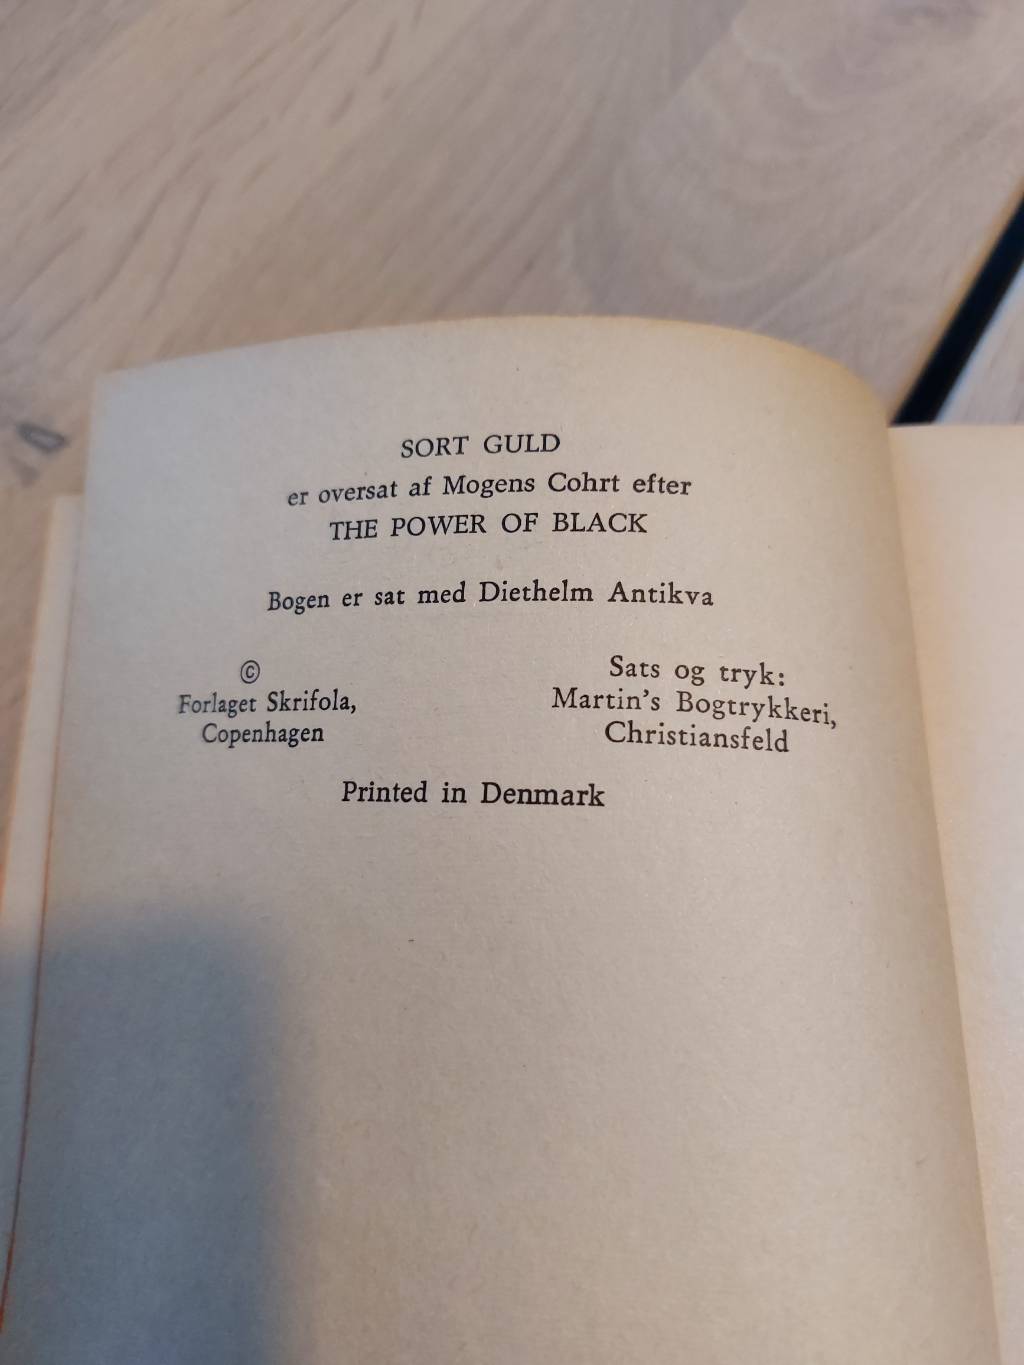 SORT GULD
er oversat af Mogens Cohrt efter
THE POWER OF BLACK
Bogen er sat med Diethelm Antikva
©
Forlaget Skrifola,
Copenhagen
Sats og tryk:
Martin's Bogtrykkeri,
Christiansfeld
Printed in Denmark